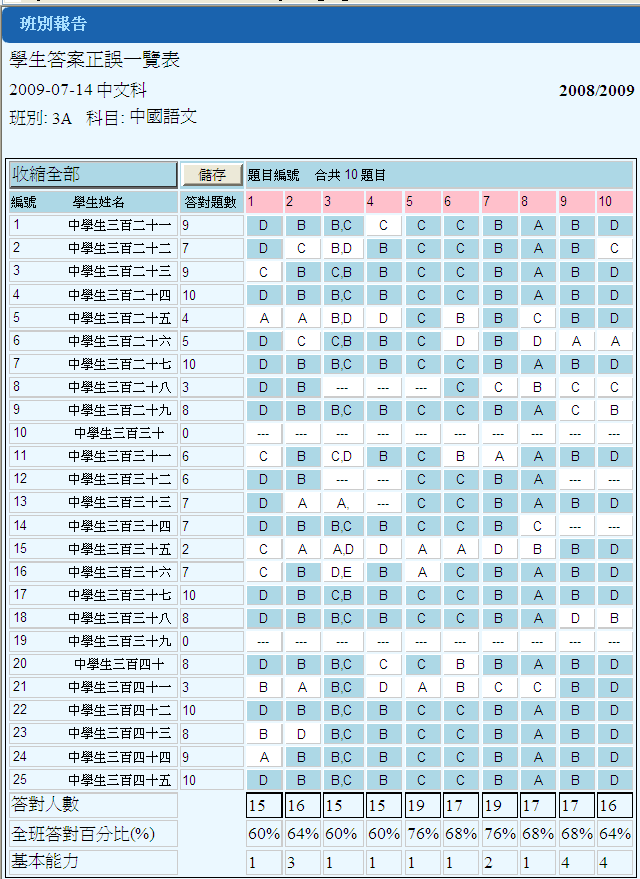 班別報告
學生答案正誤一覽表
2009-07-14 中文科 2008/2009
班別: 3A 科目: 中國語文
收縮全部 儲存 題目編號 合共 10 題目
編號 學生姓名 答對題數 1 2 3 4 5 6 7 8 9 10
1 中學生三百二十一 9 D B B,C C C C B A B D
2 中學生三百二十二 7 D C B,D B C C B A B C
3 中學生三百二十三 9 C B C,B B C C B A B D
4 中學生三百二十四 10 D B B,C B C C B A B D
5 中學生三百二十五 4 A A B,D D C B B C B D
6 中學生三百二十六 5 D C C,B B C D B D A A
7 中學生三百二十七 10 D B B,C B C C B A B D
8 中學生三百二十八 3 D B --- --- --- C C B C C
9 中學生三百二十九 8 D B B,C B C C B A C B
10 中學生三百三十 0 --- --- --- --- --- --- --- --- --- ---
11 中學生三百三十一 6 C B C,D B C B A A B D
12 中學生三百三十二 6 D B --- --- C C B A --- ---
13 中學生三百三十三 7 D A A, --- C C B A B D
14 中學生三百三十四 7 D B B,C B C C B C --- ---
15 中學生三百三十五 2 C A A,D D A A D B B D
16 中學生三百三十六 7 C B D,E B A C B A B D
17 中學生三百三十七 10 D B C,B B C C B A B D
18 中學生三百三十八 8 D B B,C B C C B A D B
19 中學生三百三十九 0 --- --- --- --- --- --- --- --- --- ---
20 中學生三百四十 8 D B B,C C C B B A B D
21 中學生三百四十一 3 B A B,C D A B C C B D
22 中學生三百四十二 10 D B B,C B C C B A B D
23 中學生三百四十三 8 B D B,C B C C B A B D
24 中學生三百四十四 9 A B B,C B C C B A B D
25 中學生三百四十五 10 D B B,C B C C B A B D
答對人數 15 16 15 15 19 17 19 17 17 16
全班答對百分比(%) 60% 64% 60% 60% 76% 68% 76% 68% 68% 64%
基本能力 1 3 1 1 1 1 2 1 4 4